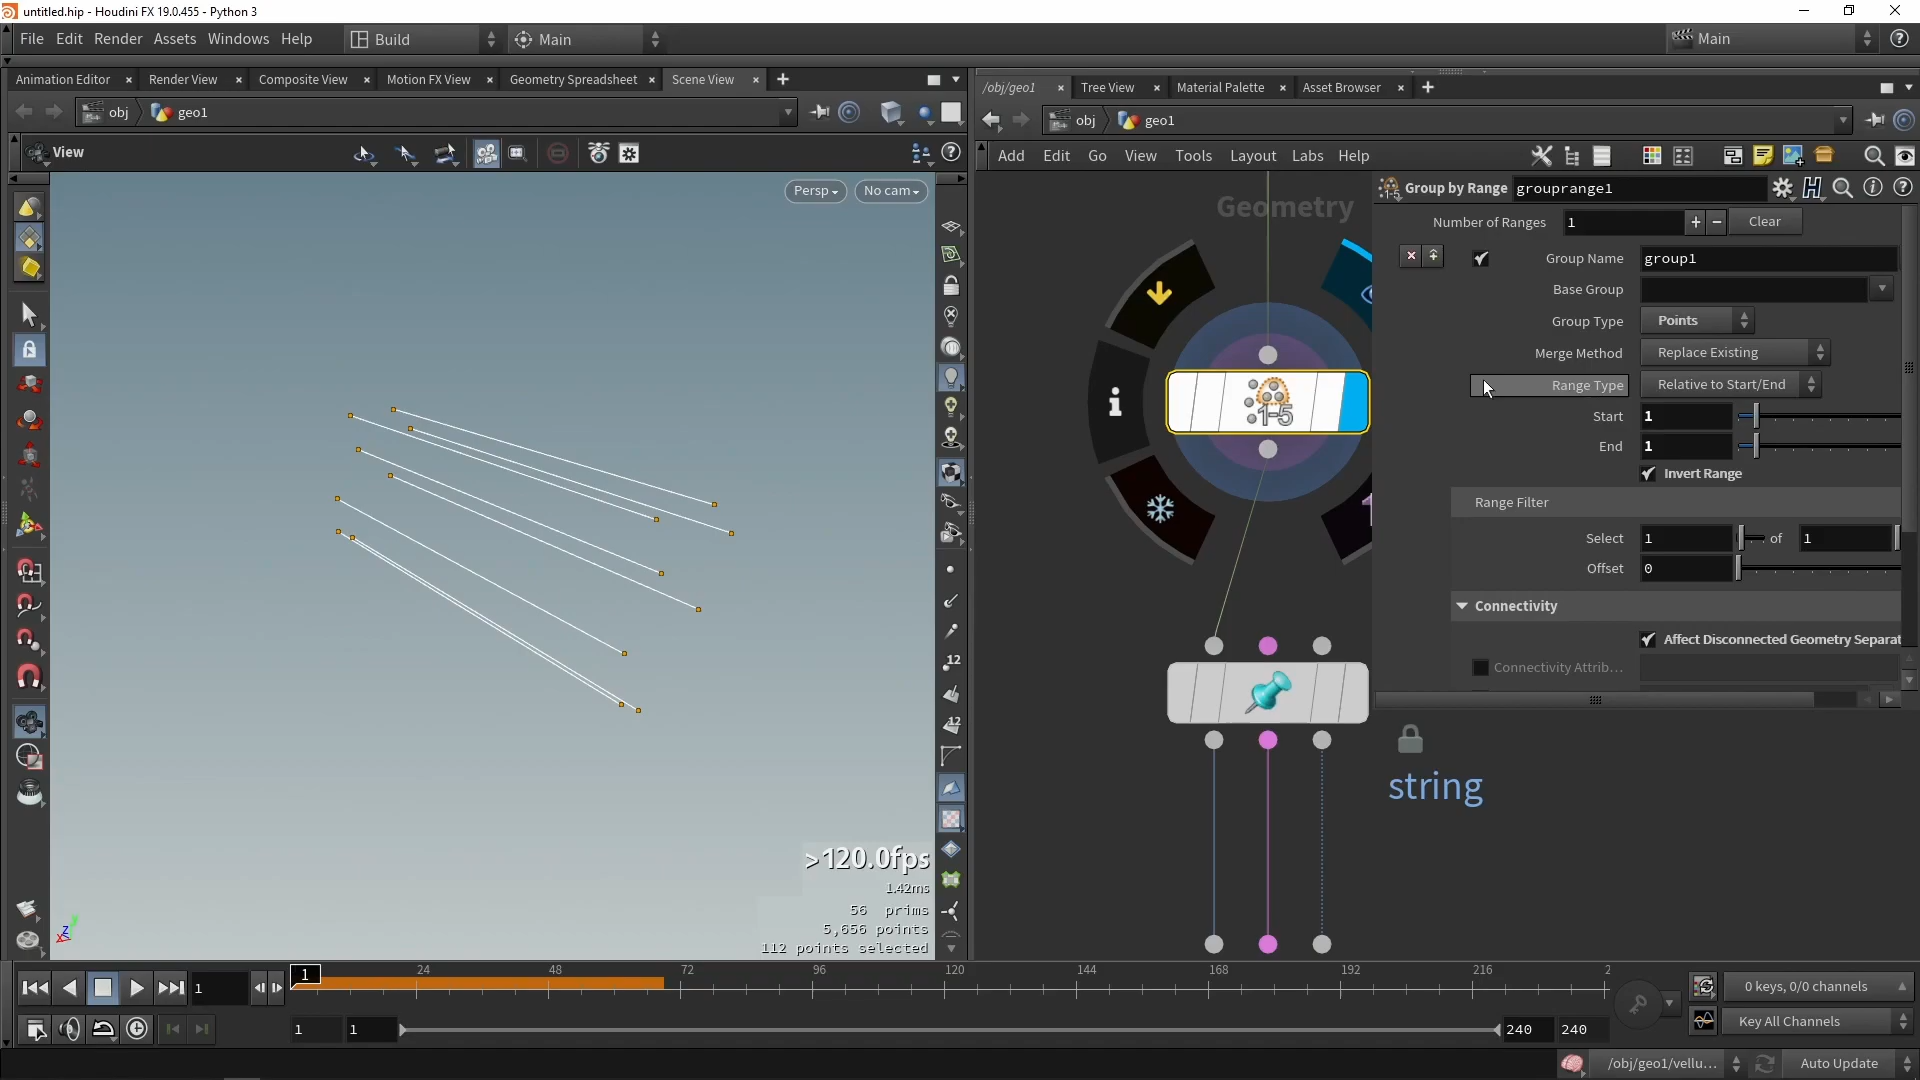 untitled.hip - Houdini FX 19.0.455 - Python 3
File Edit Render Assets Windows Help Build Main Main
Animation Editor Render View Composite View Motion FX View Geometry Spreadsheet Scene View
/obj/geo1 Tree View Material Palette Asset Browser
obj geo1
obj geo1
View
Add Edit Go View Tools Layout Labs Help
Persp No cam
Geometry
Group by Range grouprange1
Number of Ranges 1 Clear
Group Name group1
Base Group
Group Type Points
Merge Method Replace Existing
Range Type Relative to Start/End
Start 1
End 1
Invert Range
Range Filter
Select 1 of 1
Offset 0
Connectivity
Affect Disconnected Geometry Separat
Connectivity Attrib...
1-5
string
12
12
>120.0fps
1.42ms
56 prims
5,656 points
112 points selected
Z
X
1 1 24 48 72 96 120 144 168 192 216 2
0 keys, 0/0 channels
1 1 240 240
Key All Channels
/obj/geo1/vellu... Auto Update